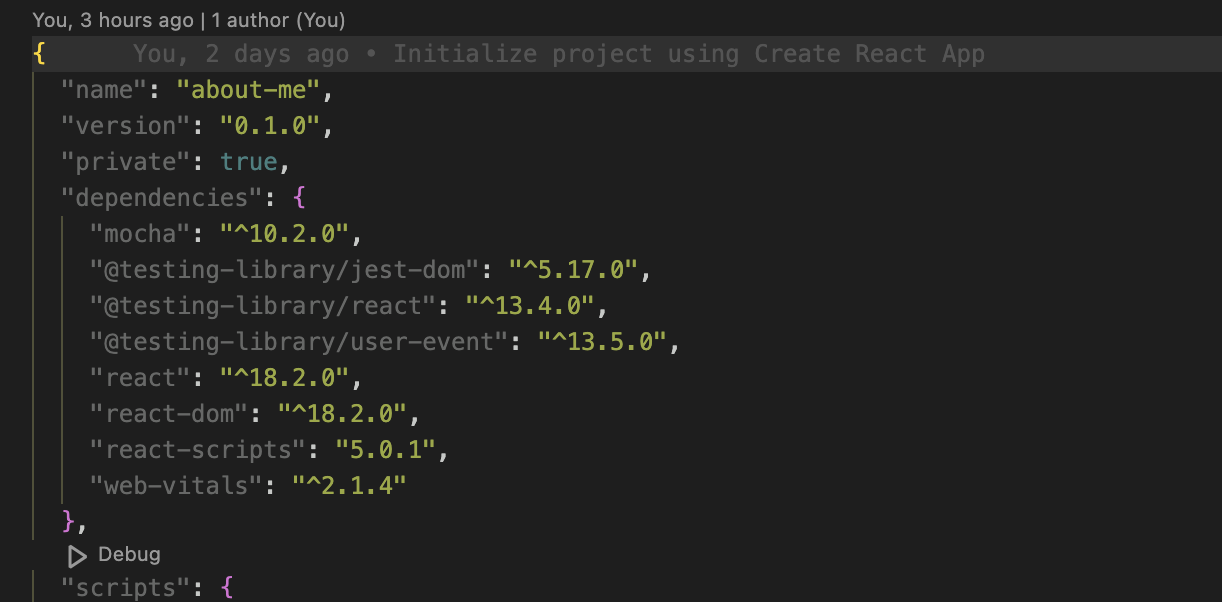 You, 3 hours ago | 1 author (You)
{ You, 2 days ago • Initialize project using Create React App
"name": "about-me",
"version": "0.1.0",
"private": true,
"dependencies": {
"mocha": "^10.2.0",
"@testing-library/jest-dom": "^5.17.0",
"@testing-library/react": "^13.4.0",
"@testing-library/user-event": "^13.5.0",
"react": "^18.2.0",
"react-dom": "^18.2.0",
"react-scripts": "5.0.1",
"web-vitals": "^2.1.4"
},
Debug
"scripts": {